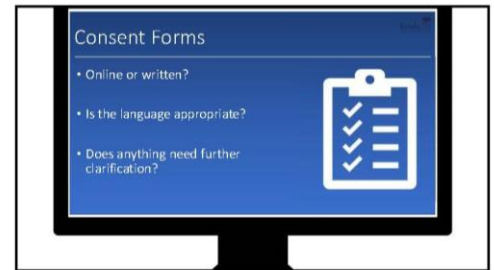 Consent Forms
• Online or written?
• Is the language appropriate?
• Does anything need further
clarification?